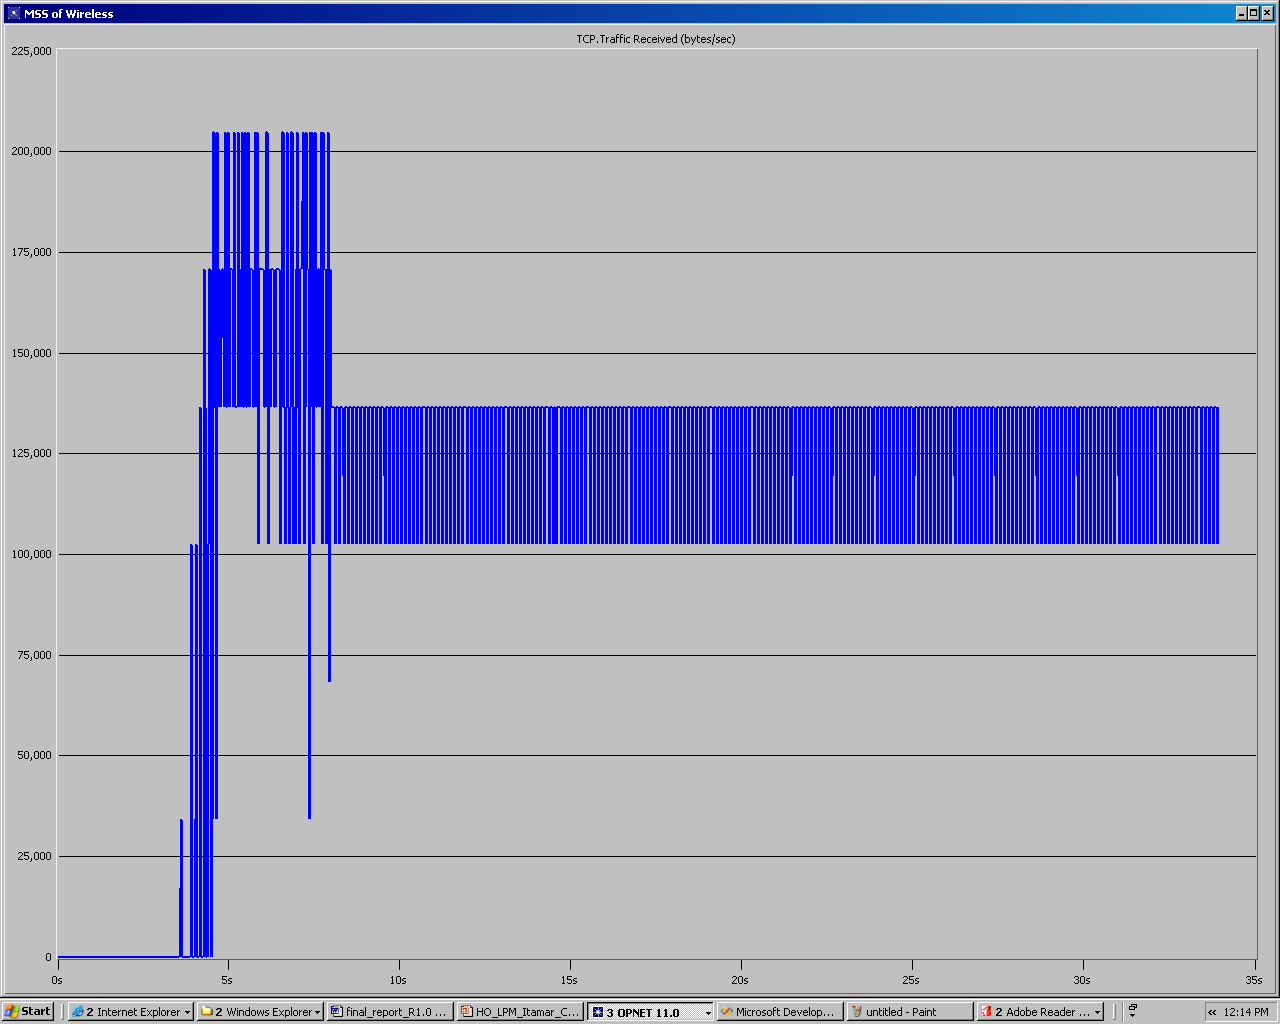 MSS of Wireless
TCP.Traffic Received (bytes/sec)
225,000
200,000
175,000
150,000
125,000
100,000
75,000
50,000
25,000
0
0s 5s 10s 15s 20s 25s 30s 35s
Start 2 Internet Explorer 2 Windows Explorer final_report_R1.0 ... HO_LPM_Itamar_C... 3 OPNET 11.0 Microsoft Develop... untitled - Paint 2 Adobe Reader ... « 12:14 PM